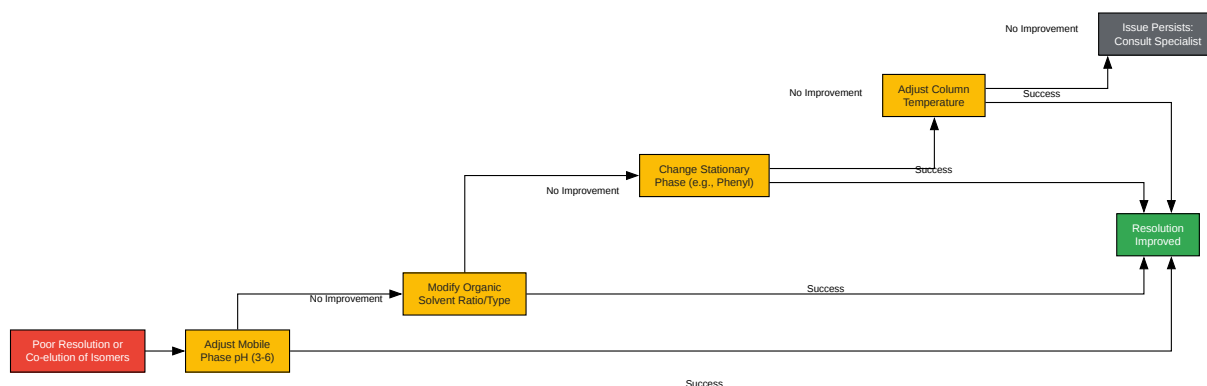 Issue Persists:
Consult Specialist
No Improvement
Adjust Column
Temperature
No Improvement
Success
Change Stationary
Phase (e.g., Phenyl)
No Improvement
Success
Resolution
Improved
Modify Organic
Solvent Ratio/Type
No Improvement
Success
Poor Resolution or
Co-elution of Isomers
Adjust Mobile
Phase pH (3-6)
Success